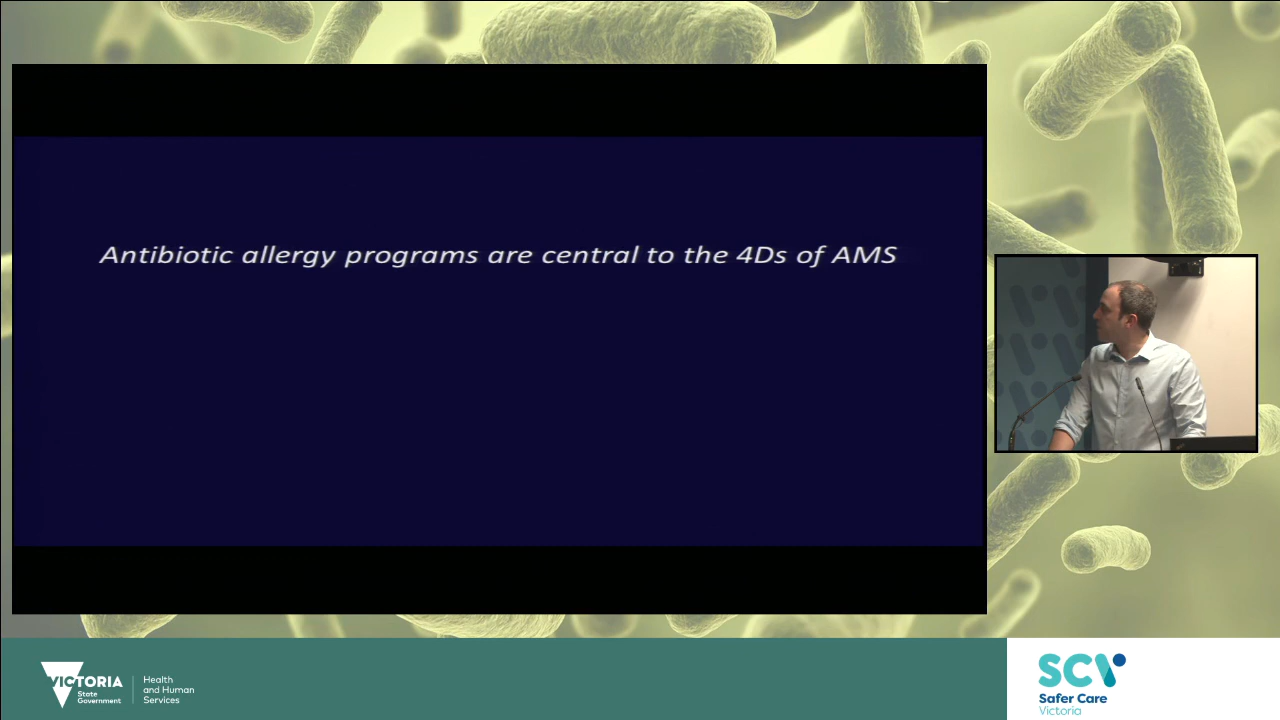 Antibiotic allergy programs are central to the 4Ds of AMS
VICTORIA
State
Government
Health
and Human
Services
SCV
Safer Care
Victoria